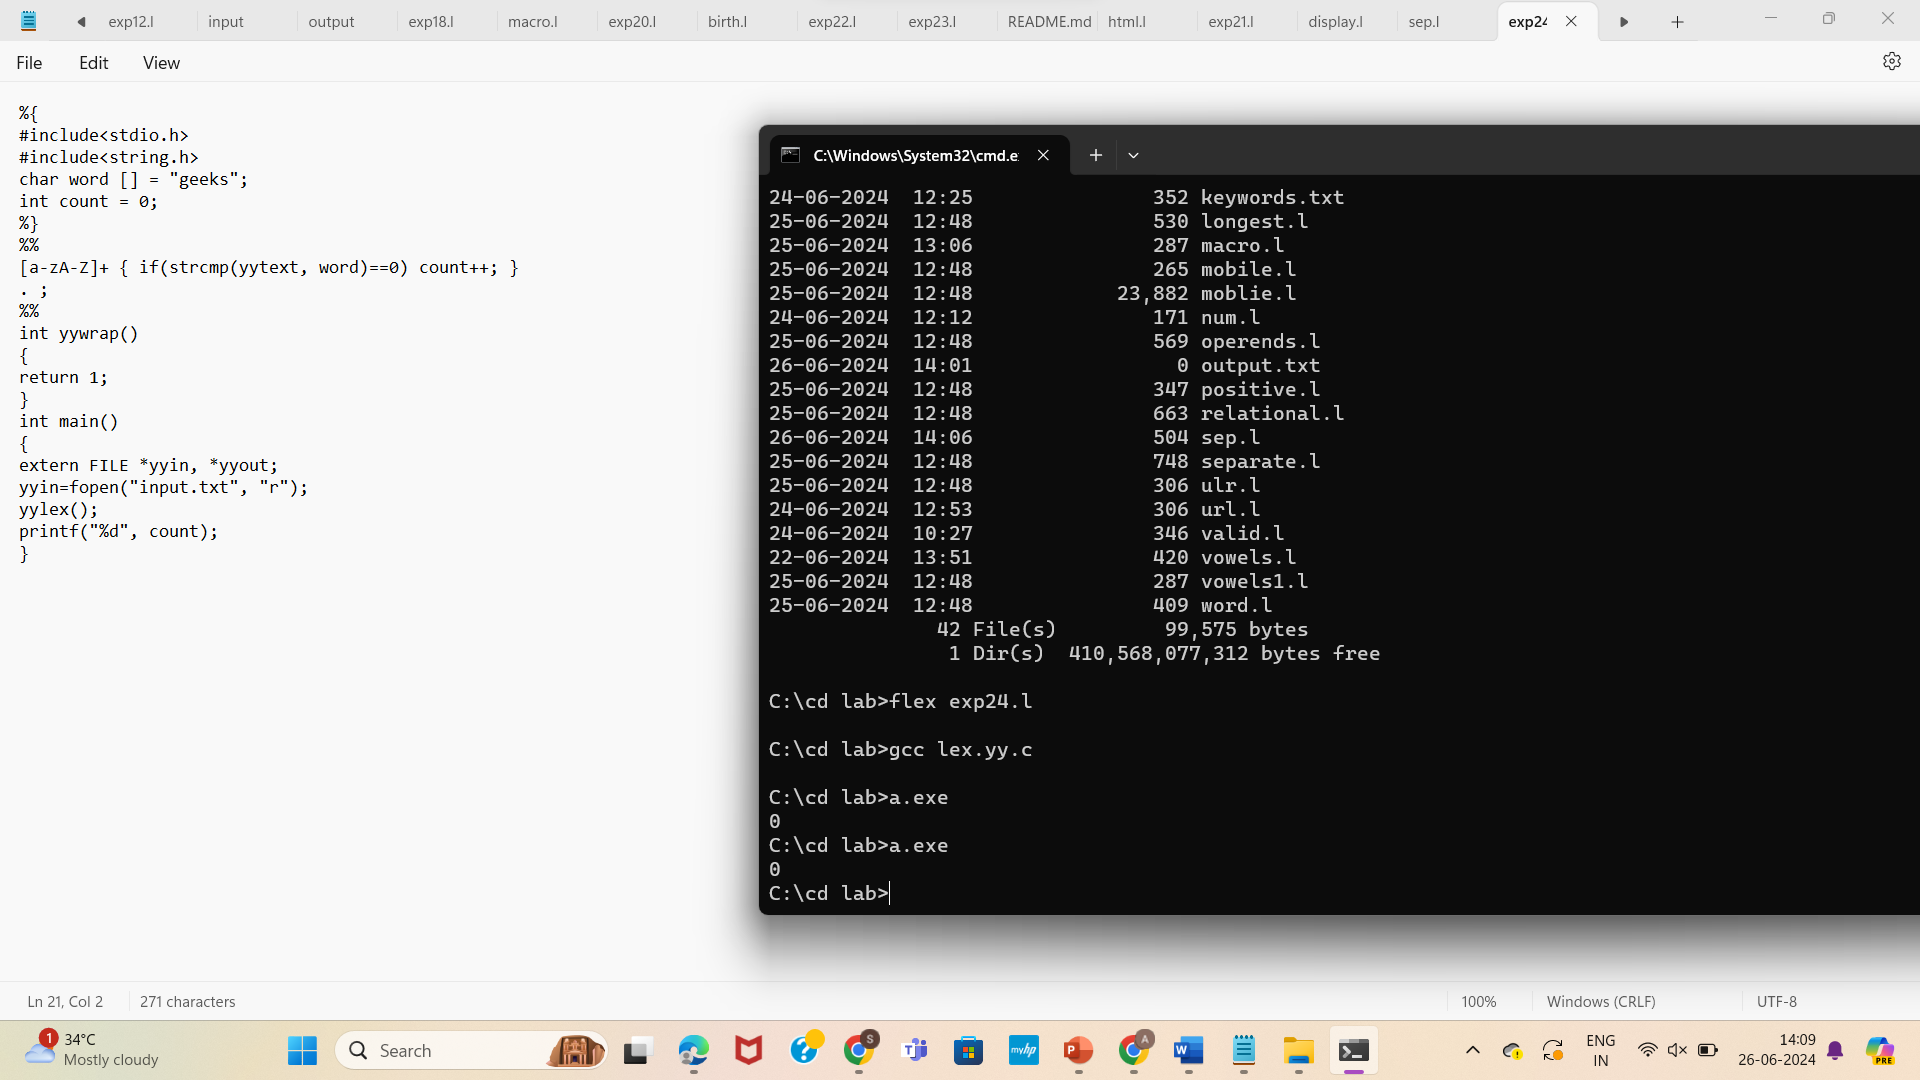 exp12.l input output exp18.l macro.l exp20.l birth.l exp22.l exp23.l README.md html.l exp21.l display.l sep.l exp24
File Edit View
%{
#include<stdio.h>
#include<string.h>
char word [] = "geeks";
int count = 0;
%}
%%
[a-zA-Z]+ { if(strcmp(yytext, word)==0) count++; }
. ;
%%
int yywrap()
{
return 1;
}
int main()
{
extern FILE *yyin, *yyout;
yyin=fopen("input.txt", "r");
yylex();
printf("%d", count);
}
C:\Windows\System32\cmd.e
24-06-2024  12:25               352 keywords.txt
25-06-2024  12:48               530 longest.l
25-06-2024  13:06               287 macro.l
25-06-2024  12:48               265 mobile.l
25-06-2024  12:48            23,882 moblie.l
24-06-2024  12:12               171 num.l
25-06-2024  12:48               569 operends.l
26-06-2024  14:01                 0 output.txt
25-06-2024  12:48               347 positive.l
25-06-2024  12:48               663 relational.l
26-06-2024  14:06               504 sep.l
25-06-2024  12:48               748 separate.l
25-06-2024  12:48               306 ulr.l
24-06-2024  12:53               306 url.l
24-06-2024  10:27               346 valid.l
22-06-2024  13:51               420 vowels.l
25-06-2024  12:48               287 vowels1.l
25-06-2024  12:48               409 word.l
42 File(s)         99,575 bytes
1 Dir(s)  410,568,077,312 bytes free
C:\cd lab>flex exp24.l
C:\cd lab>gcc lex.yy.c
C:\cd lab>a.exe
0
C:\cd lab>a.exe
0
C:\cd lab>
Ln 21, Col 2 271 characters 100% Windows (CRLF) UTF-8
1
34°C
Mostly cloudy
Search
S
myhp
A
ENG
IN
14:09
26-06-2024
PRE